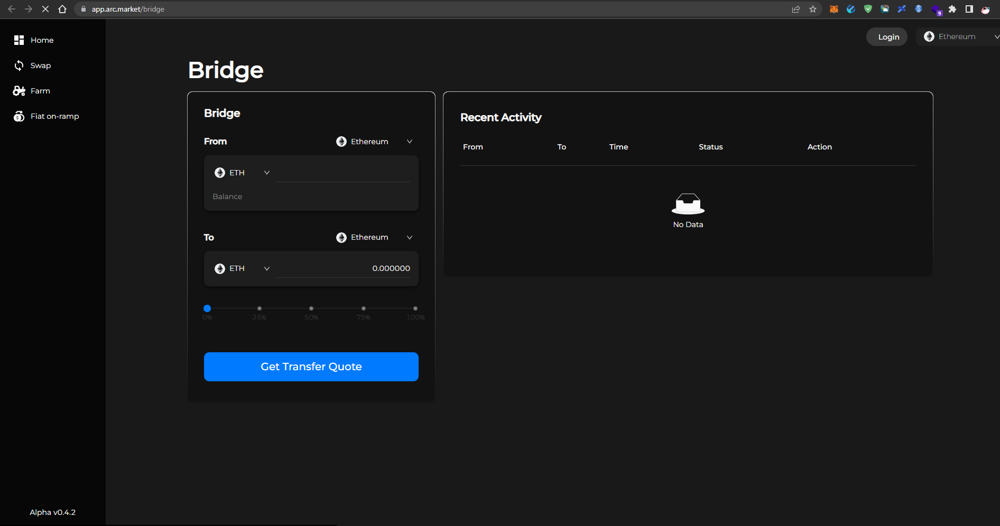 app.arc.market/bridge
9
Home
Swap
Farm
Fiat on-ramp
Login
Ethereum
Bridge
Bridge
From
Ethereum
ETH
Balance
To
Ethereum
ETH
0.000000
0% 25% 50% 75% 100%
Get Transfer Quote
Recent Activity
From To Time Status Action
No Data
Alpha v0.4.2